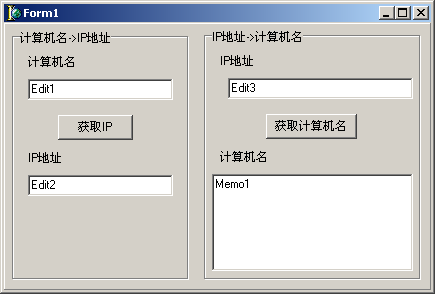 Form1
计算机名->IP地址
计算机名
Edit1
获取IP
IP地址
Edit2
IP地址->计算机名
IP地址
Edit3
获取计算机名
计算机名
Memo1